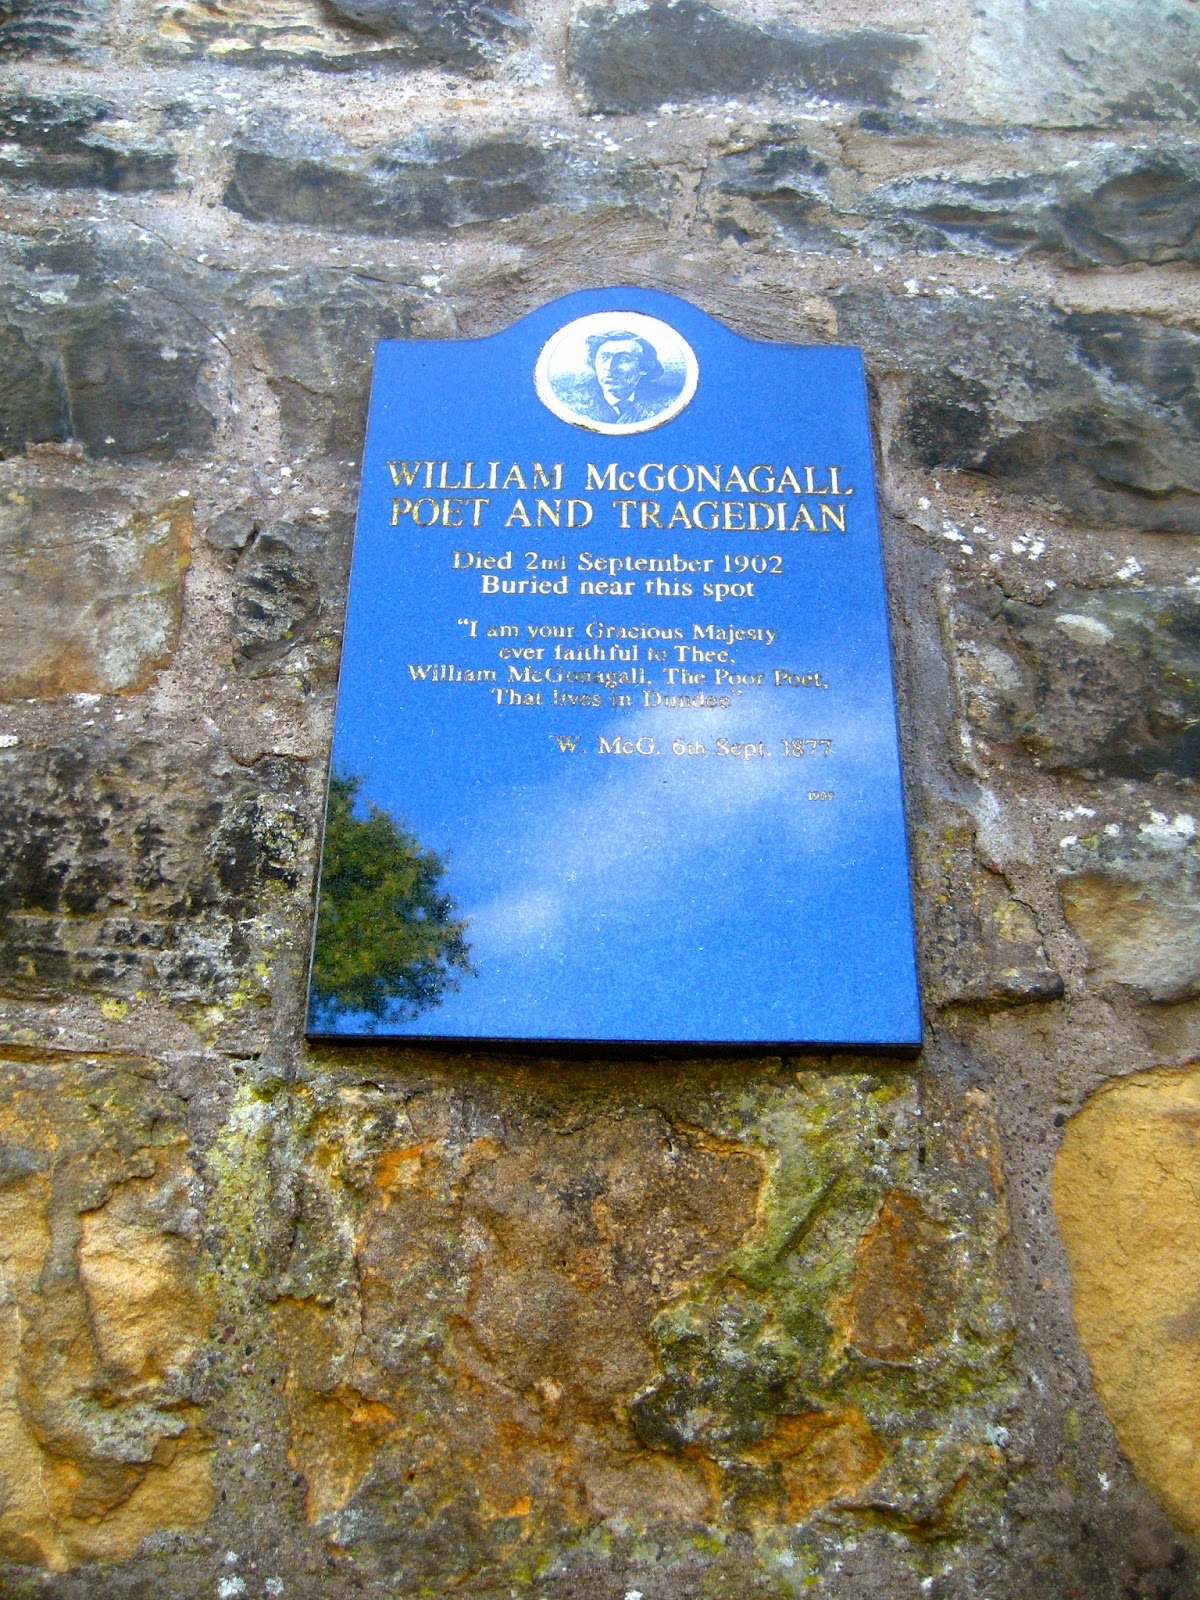 WILLIAM McGONAGALL
POET AND TRAGEDIAN
Died 2nd September 1902
Buried near this spot
“I am your Gracious Majesty
ever faithful to Thee,
William McGonagall, The Poor Poet,
That lives in Dundee”
W. McG. 6th Sept. 1877